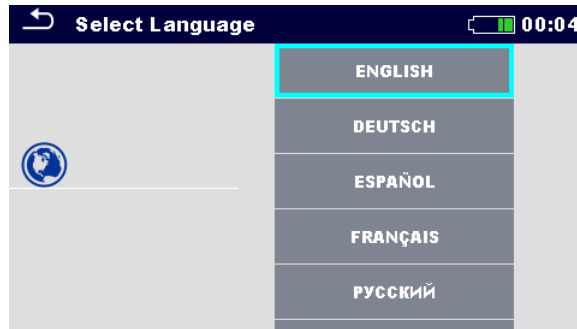 Select Language
00:04
ENGLISH
DEUTSCH
ESPAÑOL
FRANÇAIS
РУССКИЙ